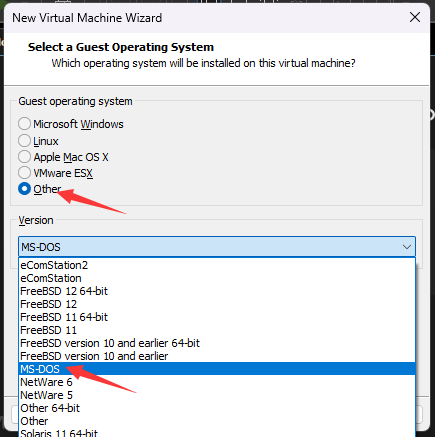 New Virtual Machine Wizard
Select a Guest Operating System
Which operating system will be installed on this virtual machine?
Guest operating system
Microsoft Windows
Linux
Apple Mac OS X
VMware ESX
Other
Version
MS-DOS
eComStation2
eComStation
FreeBSD 12 64-bit
FreeBSD 12
FreeBSD 11 64-bit
FreeBSD 11
FreeBSD version 10 and earlier 64-bit
FreeBSD version 10 and earlier
MS-DOS
NetWare 6
NetWare 5
Other 64-bit
Other
Solaris 11 64-bit